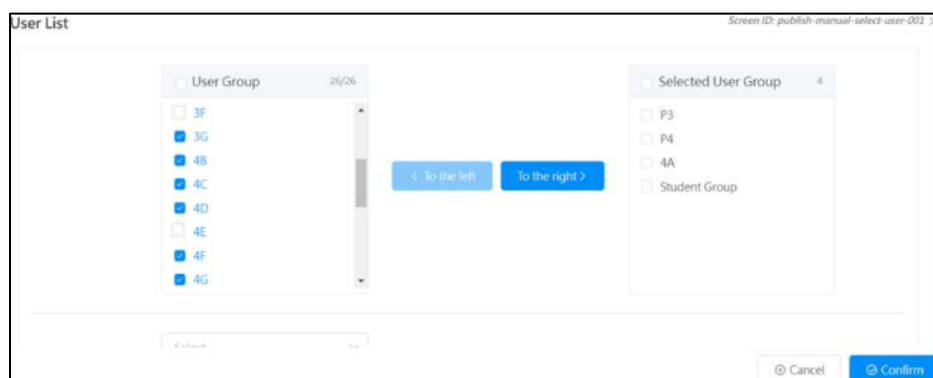 User List
Screen ID: publish-manual-select-user-001
User Group 26/26
3F
3G
4B
4C
4D
4E
4F
4G
< To the left
To the right >
Selected User Group 4
P3
P4
4A
Student Group
Select
Cancel
Confirm